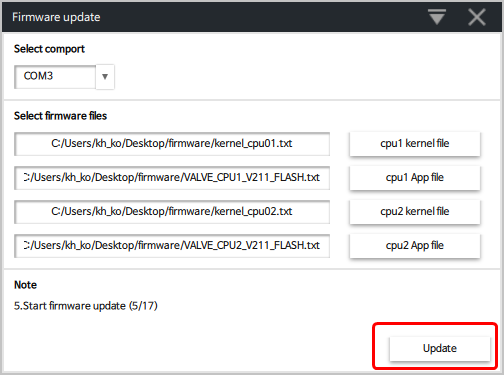 Firmware update
Select comport
COM3
Select firmware files
C:/Users/kh_ko/Desktop/firmware/kernel_cpu01.txt
cpu1 kernel file
C:/Users/kh_ko/Desktop/firmware/VALVE_CPU1_V211_FLASH.txt
cpu1 App file
C:/Users/kh_ko/Desktop/firmware/kernel_cpu02.txt
cpu2 kernel file
C:/Users/kh_ko/Desktop/firmware/VALVE_CPU2_V211_FLASH.txt
cpu2 App file
Note
5.Start firmware update (5/17)
Update